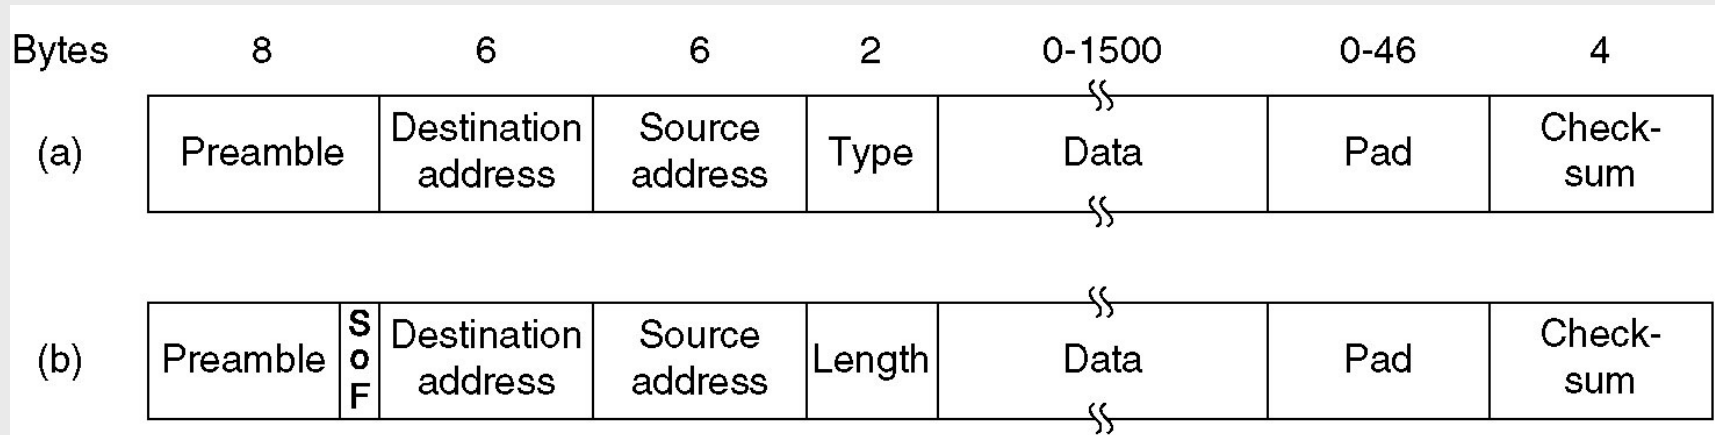 Bytes 8 6 6 2 0-1500 0-46 4
(a) Preamble Destination address Source address Type Data Pad Check-sum
(b) Preamble SoF Destination address Source address Length Data Pad Check-sum